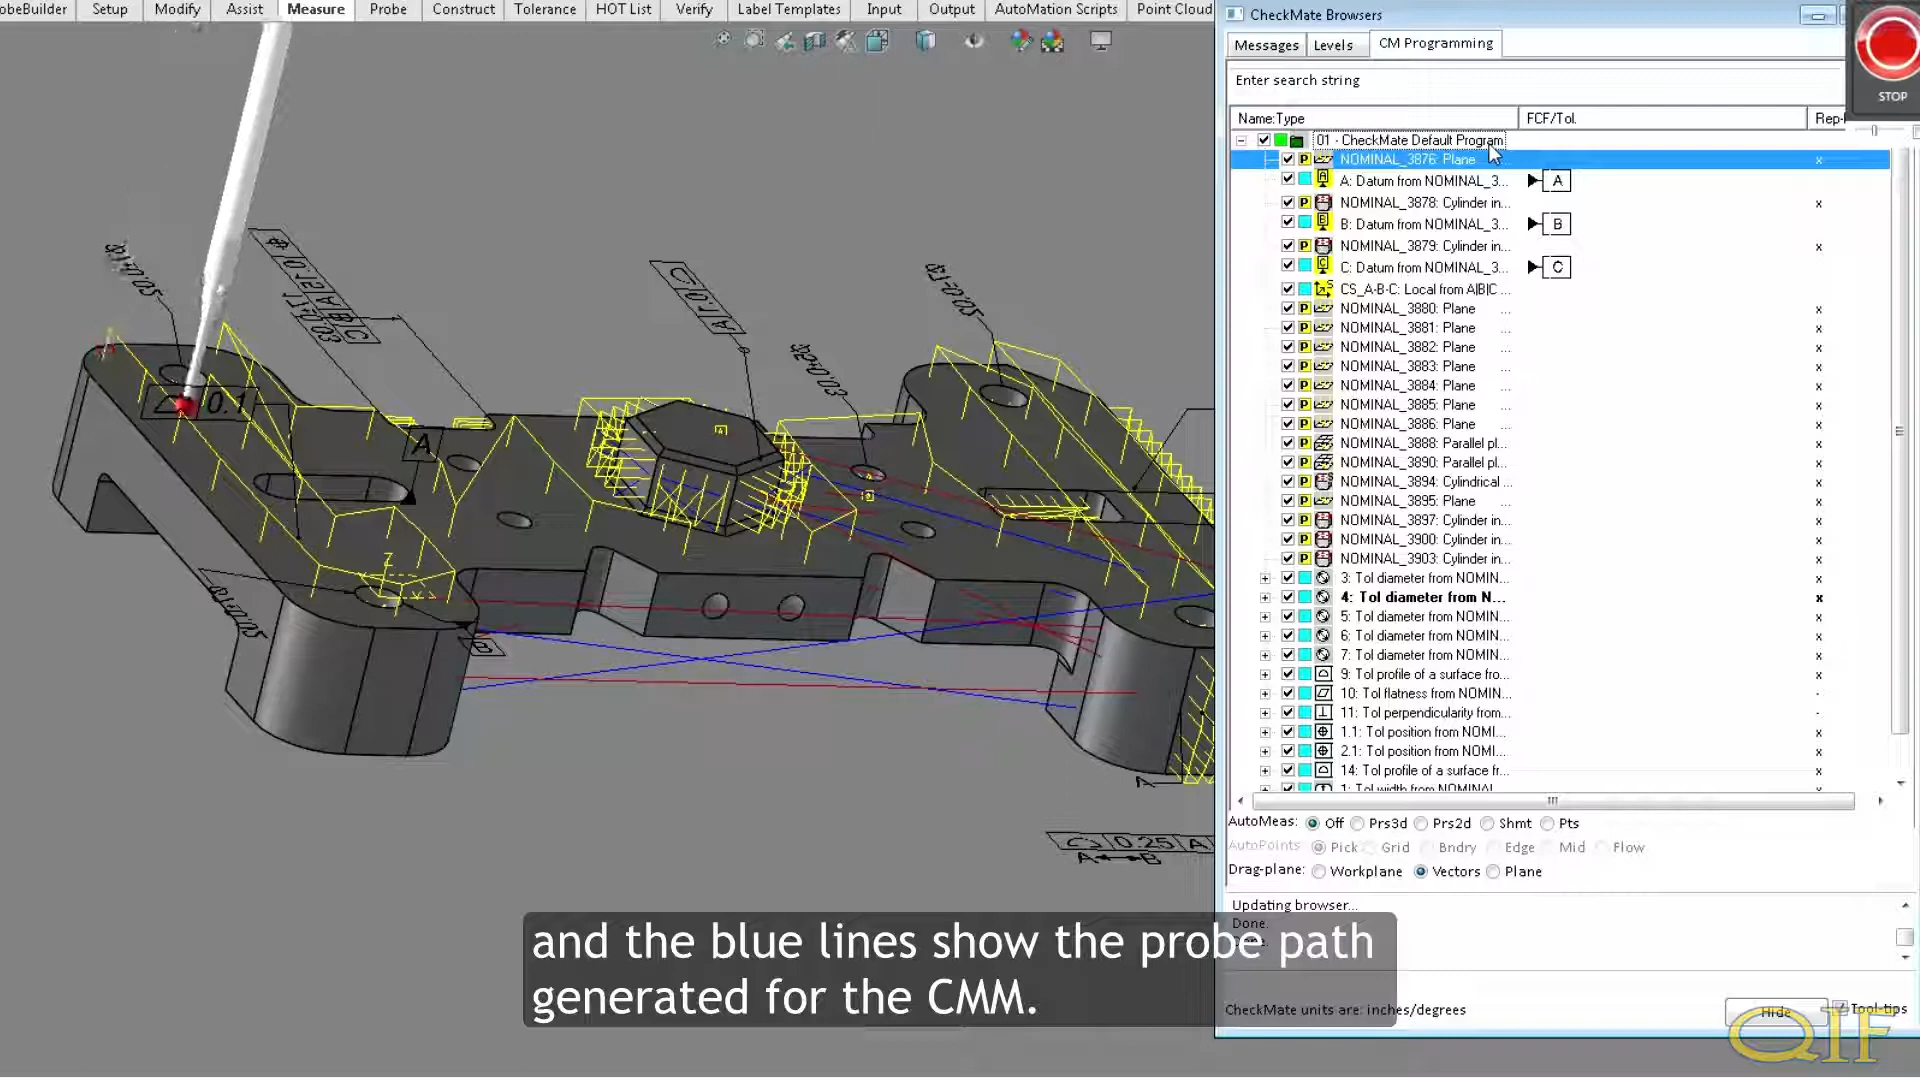 obeBuilder Setup Modify Assist Measure Probe Construct Tolerance HOT List Verify Label Templates Input Output AutoMation Scripts Point Cloud
CheckMate Browsers
Messages Levels CM Programming
STOP
Enter search string
Name:Type FCF/Tol. Rep-
01 - CheckMate Default Program
P NOMINAL_3876: Plane x
A: Datum from NOMINAL_3... A
P NOMINAL_3878: Cylinder in... x
B: Datum from NOMINAL_3... B
P NOMINAL_3879: Cylinder in... x
C: Datum from NOMINAL_3... C
CS_A-B-C: Local from A|B|C ...
P NOMINAL_3880: Plane ... x
P NOMINAL_3881: Plane ... x
P NOMINAL_3882: Plane ... x
P NOMINAL_3883: Plane ... x
P NOMINAL_3884: Plane ... x
P NOMINAL_3885: Plane ... x
P NOMINAL_3886: Plane ... x
P NOMINAL_3888: Parallel pl... x
P NOMINAL_3890: Parallel pl... x
P NOMINAL_3894: Cylindrical ... x
P NOMINAL_3895: Plane ... x
P NOMINAL_3897: Cylinder in... x
P NOMINAL_3900: Cylinder in... x
P NOMINAL_3903: Cylinder in... x
3: Tol diameter from NOMIN... x
4: Tol diameter from N... x
5: Tol diameter from NOMIN... x
6: Tol diameter from NOMIN... x
7: Tol diameter from NOMIN... x
9: Tol profile of a surface fro... x
10: Tol flatness from NOMIN... -
11: Tol perpendicularity from... -
1.1: Tol position from NOMI... x
2.1: Tol position from NOMI... x
14: Tol profile of a surface fr... x
1: Tol width from NOMINAL
AutoMeas: Off Prs3d Prs2d Shmt Pts
AutoPoints Pick Grid Bndry Edge Mid Flow
Drag-plane: Workplane Vectors Plane
Updating browser...
Done.
Done.
CheckMate units are: inches/degrees
Hide Tool-tips
0.1
A
B
0.25 A
A B
Z
and the blue lines show the probe path
generated for the CMM.
QIF